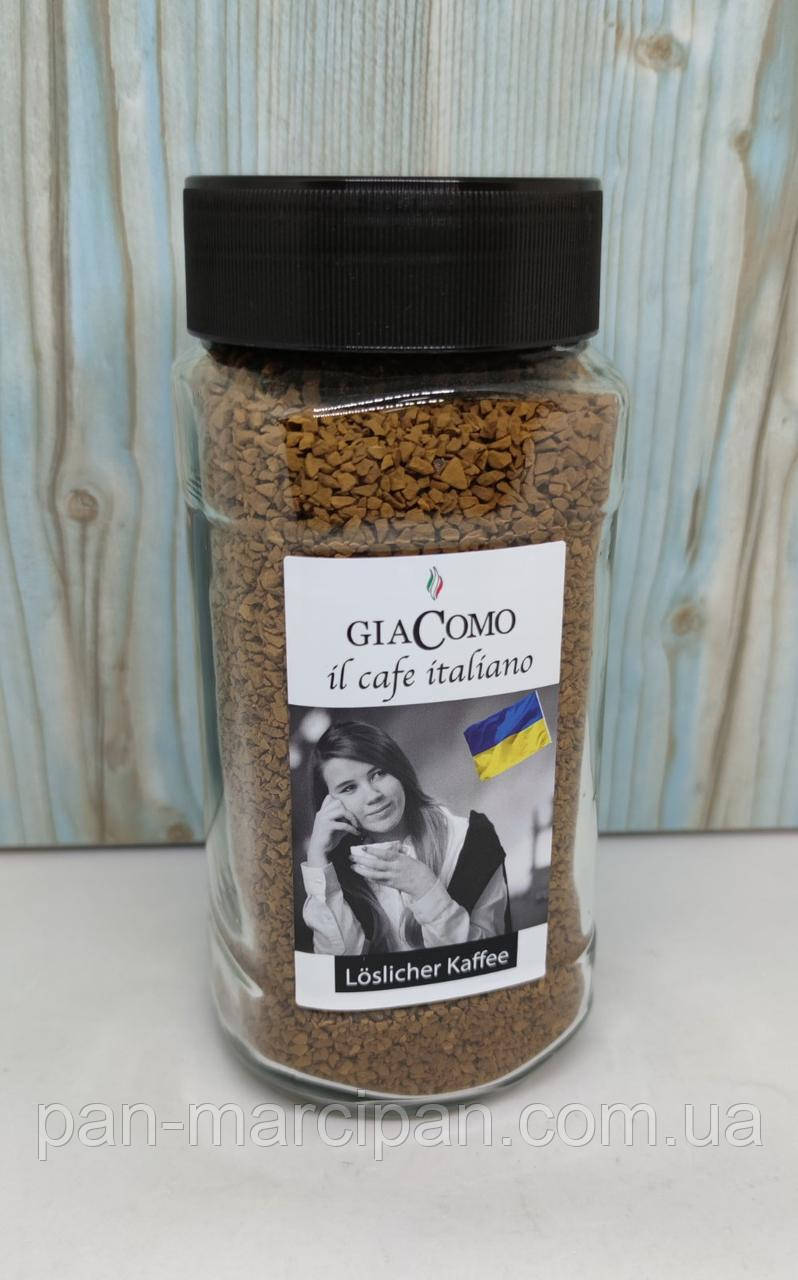 GIACOMO
il cafe italiano
Löslicher Kaffee
pan-marcipan.com.ua